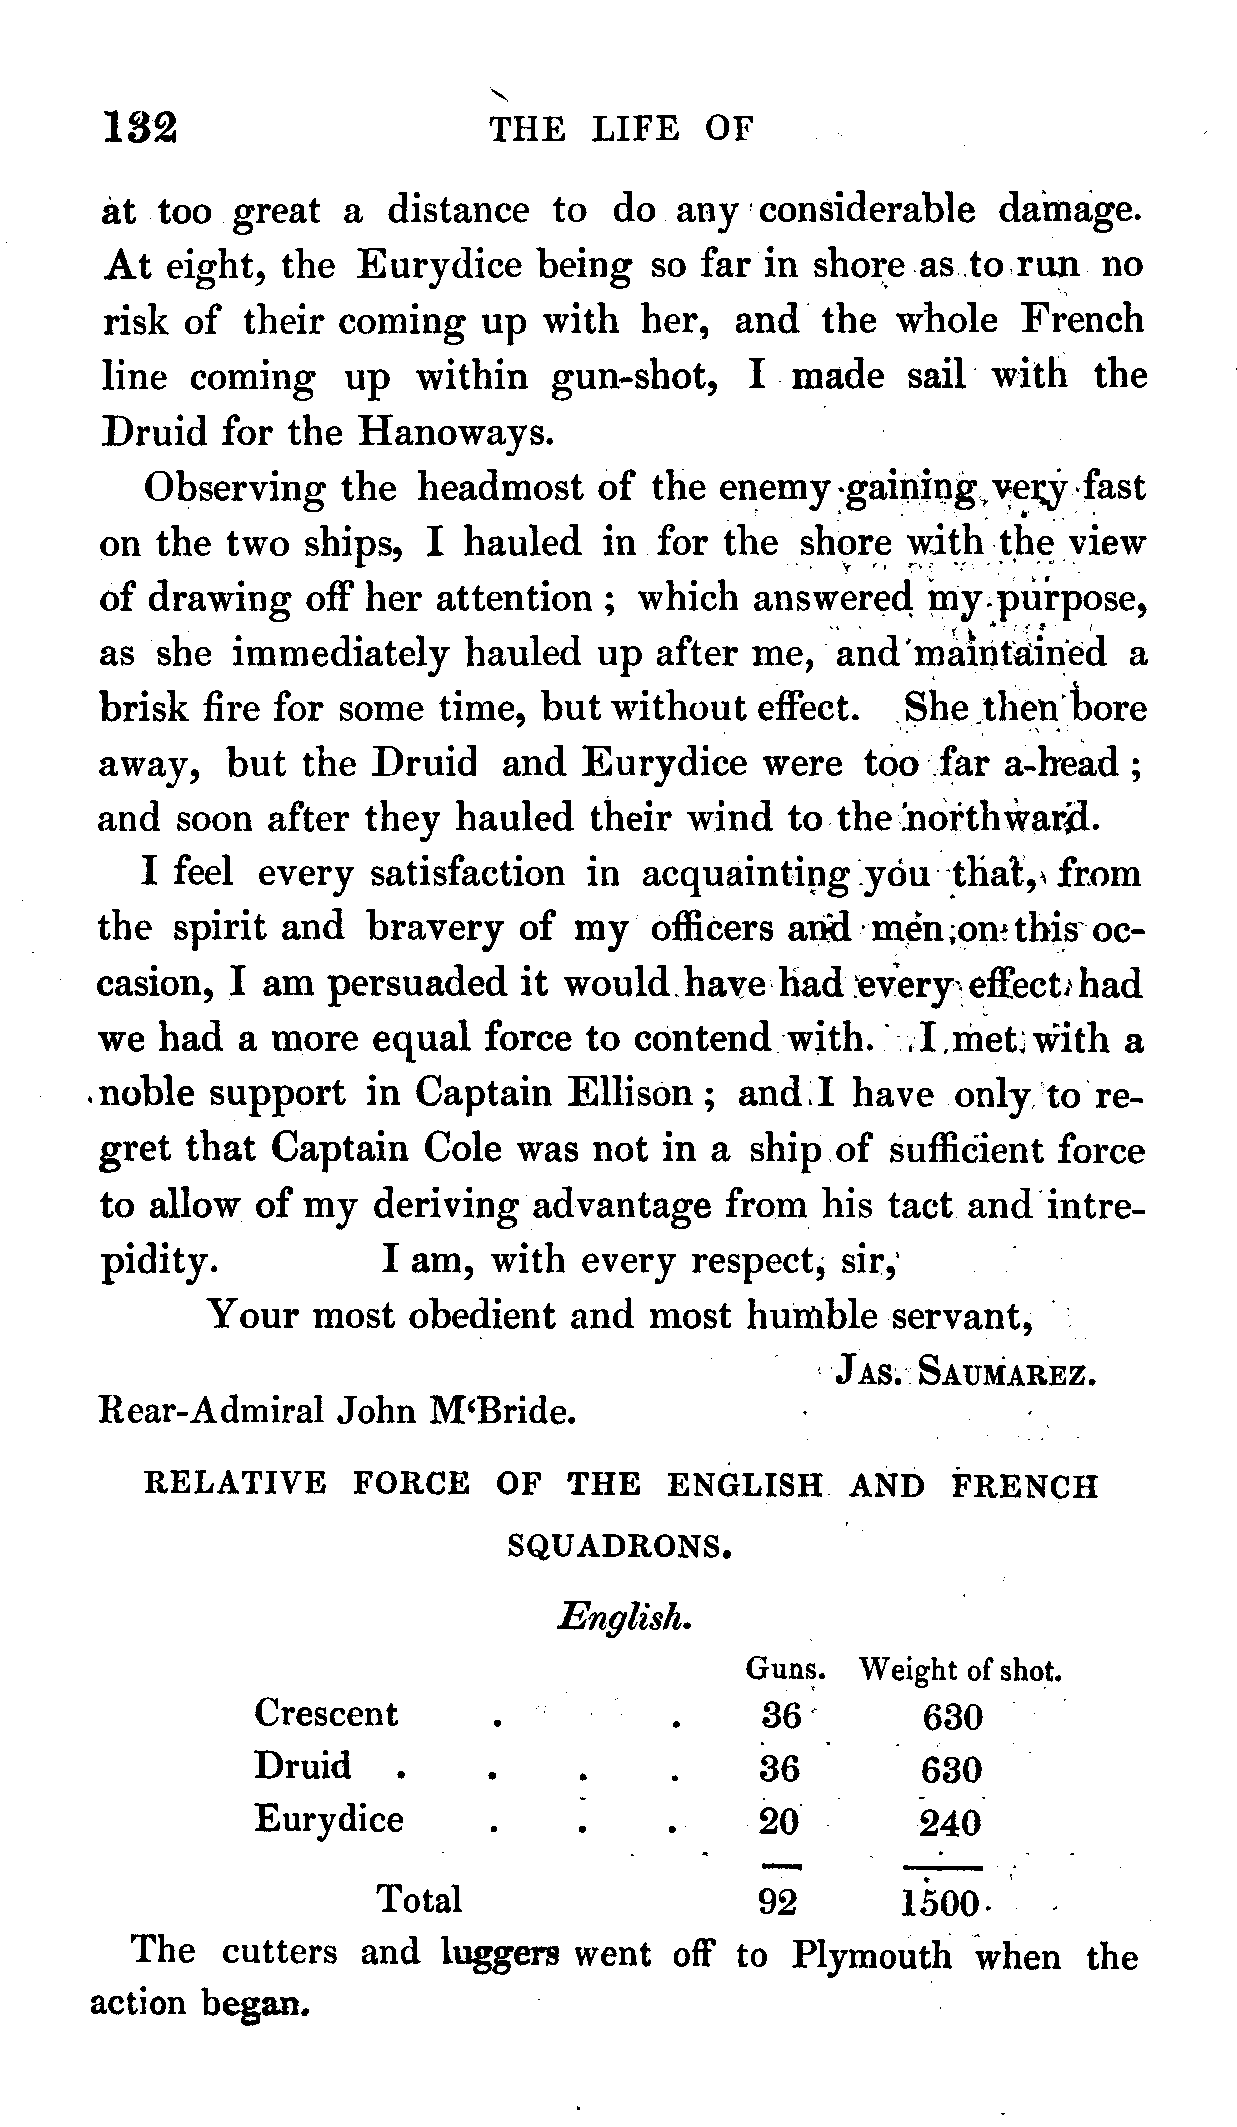 132 THE LIFE OF
at too great a distance to do any considerable damage.
At eight, the Eurydice being so far in shore as to run no
risk of their coming up with her, and the whole French
line coming up within gun-shot, I made sail with the
Druid for the Hanoways.
Observing the headmost of the enemy gaining very fast
on the two ships, I hauled in for the shore with the view
of drawing off her attention ; which answered my purpose,
as she immediately hauled up after me, and maintained a
brisk fire for some time, but without effect. She then bore
away, but the Druid and Eurydice were too far a-head ;
and soon after they hauled their wind to the northward.
I feel every satisfaction in acquainting you that, from
the spirit and bravery of my officers and men on this oc-
casion, I am persuaded it would have had every effect had
we had a more equal force to contend with. I met with a
noble support in Captain Ellison ; and I have only to re-
gret that Captain Cole was not in a ship of sufficient force
to allow of my deriving advantage from his tact and intre-
pidity. I am, with every respect, sir,
Your most obedient and most humble servant,
JAS. SAUMAREZ.
Rear-Admiral John M‘Bride.
RELATIVE FORCE OF THE ENGLISH AND FRENCH
SQUADRONS.
English.
Guns. Weight of shot.
Crescent . . 36 630
Druid . . . . 36 630
Eurydice . . . 20 240
Total 92 1500
The cutters and luggers went off to Plymouth when the
action began.